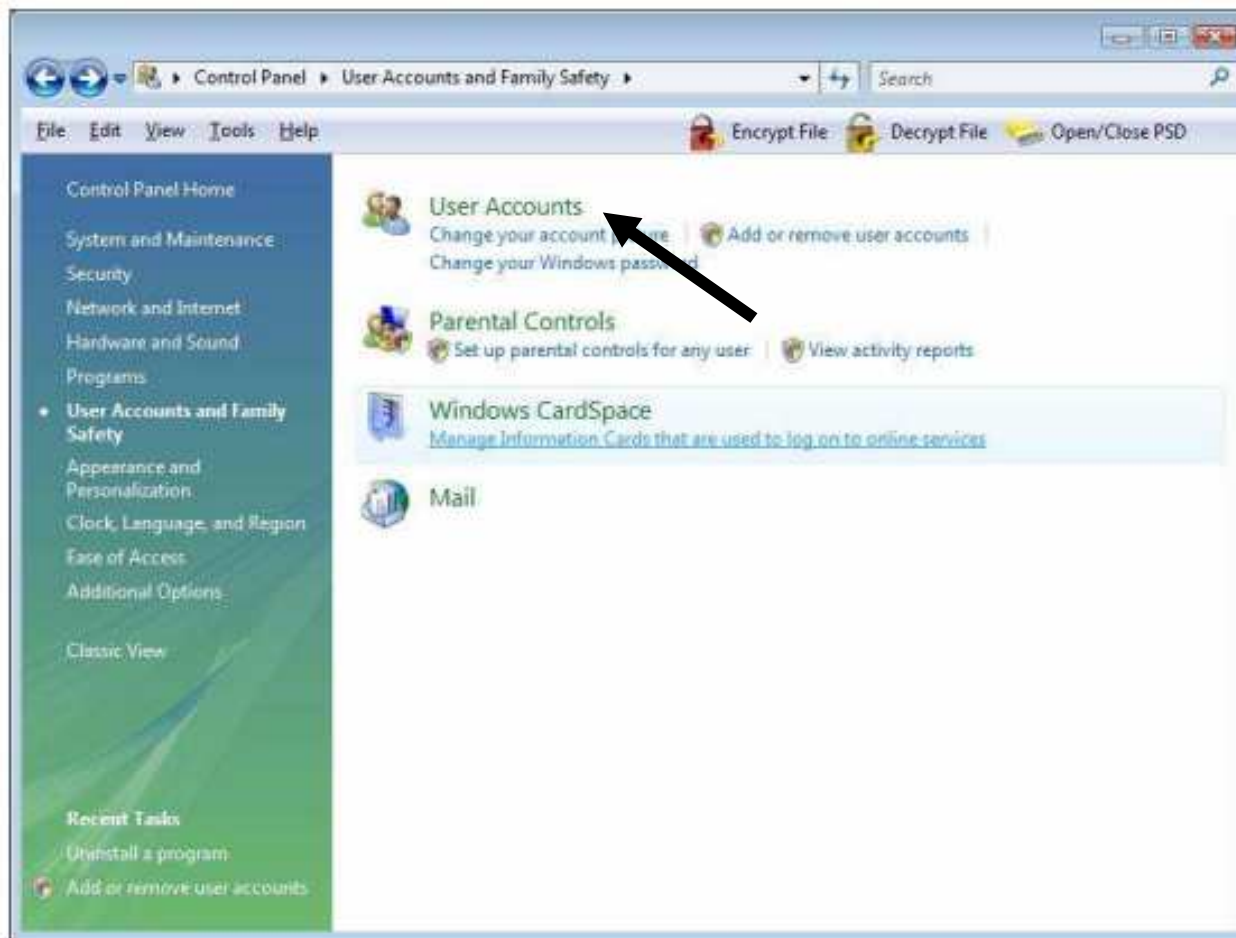 Control Panel User Accounts and Family Safety Search
File Edit View Tools Help Encrypt File Decrypt File Open/Close PSD
Control Panel Home
System and Maintenance
Security
Network and Internet
Hardware and Sound
Programs
User Accounts and Family
Safety
Appearance and
Personalization
Clock, Language, and Region
Ease of Access
Additional Options
Classic View
Recent Tasks
Uninstall a program
Add or remove user accounts
User Accounts
Change your account picture Add or remove user accounts
Change your Windows password
Parental Controls
Set up parental controls for any user View activity reports
Windows CardSpace
Manage Information Cards that are used to log on to online services
Mail